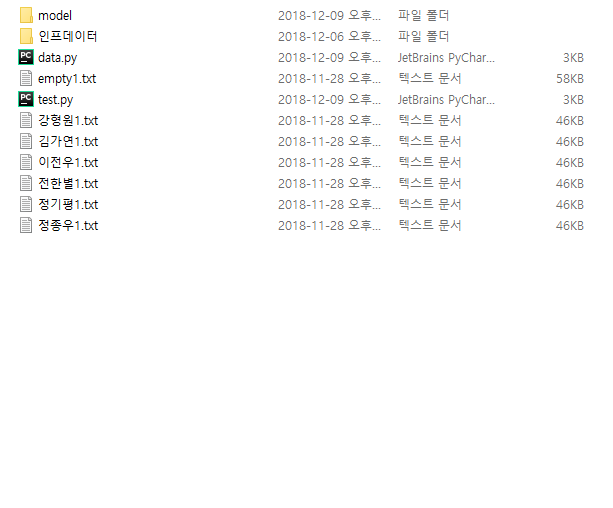 model 2018-12-09 오후... 파일 폴더
인프데이터 2018-12-06 오후... 파일 폴더
PC data.py 2018-12-09 오후... JetBrains PyChar... 3KB
empty1.txt 2018-11-28 오후... 텍스트 문서 58KB
PC test.py 2018-12-09 오후... JetBrains PyChar... 3KB
강형원1.txt 2018-11-28 오후... 텍스트 문서 46KB
김가연1.txt 2018-11-28 오후... 텍스트 문서 46KB
이전우1.txt 2018-11-28 오후... 텍스트 문서 46KB
전한별1.txt 2018-11-28 오후... 텍스트 문서 46KB
정기평1.txt 2018-11-28 오후... 텍스트 문서 46KB
정종우1.txt 2018-11-28 오후... 텍스트 문서 46KB